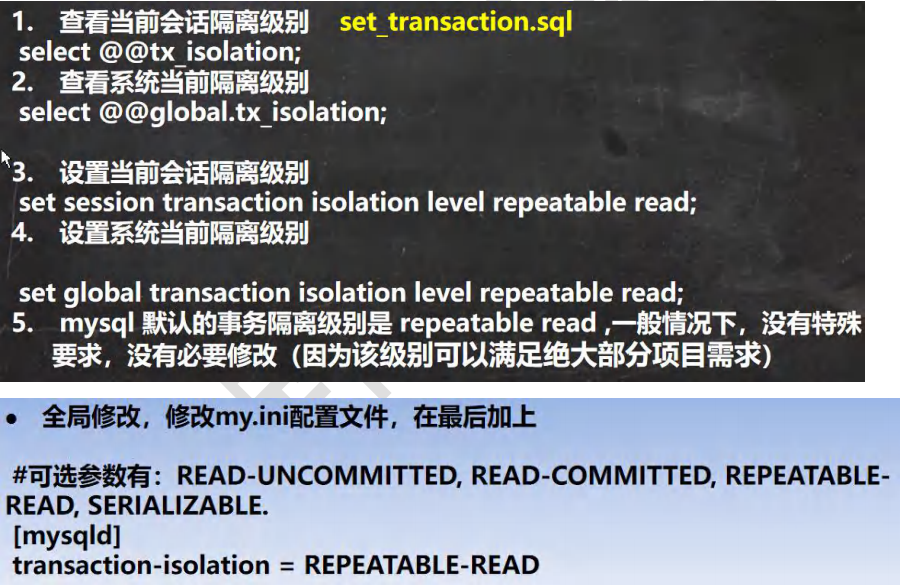 1. 查看当前会话隔离级别 set_transaction.sql
select @@tx_isolation;
2. 查看系统当前隔离级别
select @@global.tx_isolation;
3. 设置当前会话隔离级别
set session transaction isolation level repeatable read;
4. 设置系统当前隔离级别
set global transaction isolation level repeatable read;
5. mysql 默认的事务隔离级别是 repeatable read ,一般情况下，没有特殊
要求，没有必要修改（因为该级别可以满足绝大部分项目需求）
• 全局修改，修改my.ini配置文件，在最后加上
#可选参数有：READ-UNCOMMITTED, READ-COMMITTED, REPEATABLE-
READ, SERIALIZABLE.
[mysqld]
transaction-isolation = REPEATABLE-READ